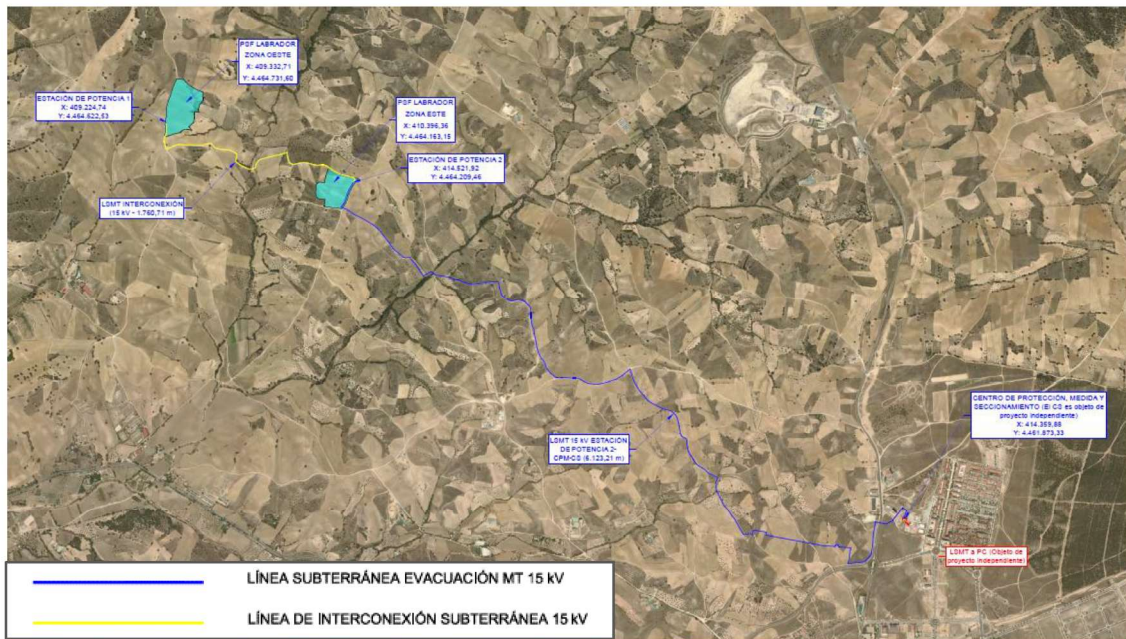 PSF LABRADOR
ZONA OESTE
X: 409.332,71
Y: 4.464.731,60
ESTACIÓN DE POTENCIA 1
X: 409.224,74
Y: 4.464.622,53
PSF LABRADOR
ZONA ESTE
X: 410.396,36
Y: 4.464.163,15
ESTACIÓN DE POTENCIA 2
X: 414.521,92
Y: 4.464.209,46
LSMT INTERCONEXIÓN
(15 kV - 1.760,71 m)
CENTRO DE PROTECCIÓN, MEDIDA Y
SECCIONAMIENTO (El CS es objeto de
proyecto independiente)
X: 414.359,86
Y: 4.461.873,33
LSMT 15 kV ESTACIÓN
DE POTENCIA 2-
CPM-CS (6.123,21 m)
LSMT a FC (Objeto de
proyecto independiente)
LÍNEA SUBTERRÁNEA EVACUACIÓN MT 15 kV
LÍNEA DE INTERCONEXIÓN SUBTERRÁNEA 15 kV